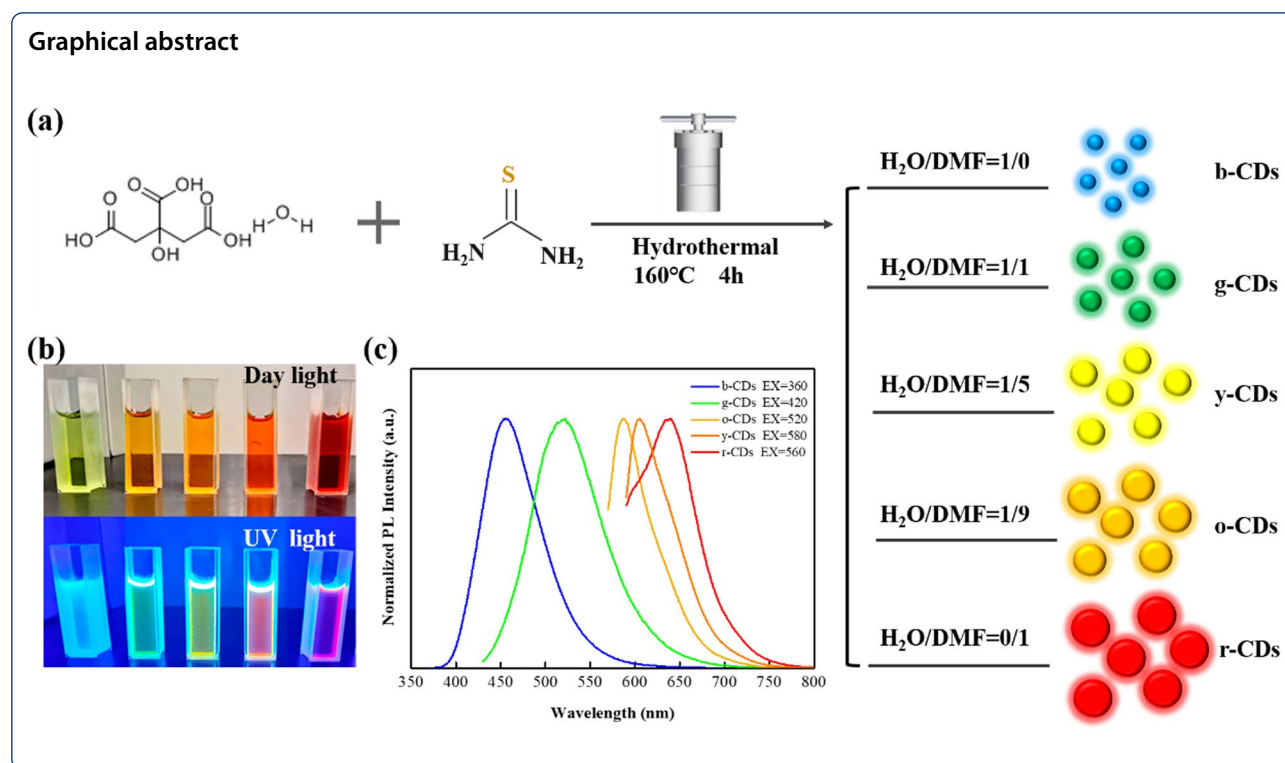 Graphical abstract
(a)
O
OH
O
O
HO
OH
OH
H O H
S
H₂N
NH₂
Hydrothermal
160°C 4h
H₂O/DMF=1/0
b-CDs
H₂O/DMF=1/1
g-CDs
H₂O/DMF=1/5
y-CDs
H₂O/DMF=1/9
o-CDs
H₂O/DMF=0/1
r-CDs
(b)
Day light
UV light
(c)
Normalized PL Intensity (a.u.)
b-CDs EX=360
g-CDs EX=420
o-CDs EX=520
y-CDs EX=580
r-CDs EX=560
350 400 450 500 550 600 650 700 750 800
Wavelength (nm)